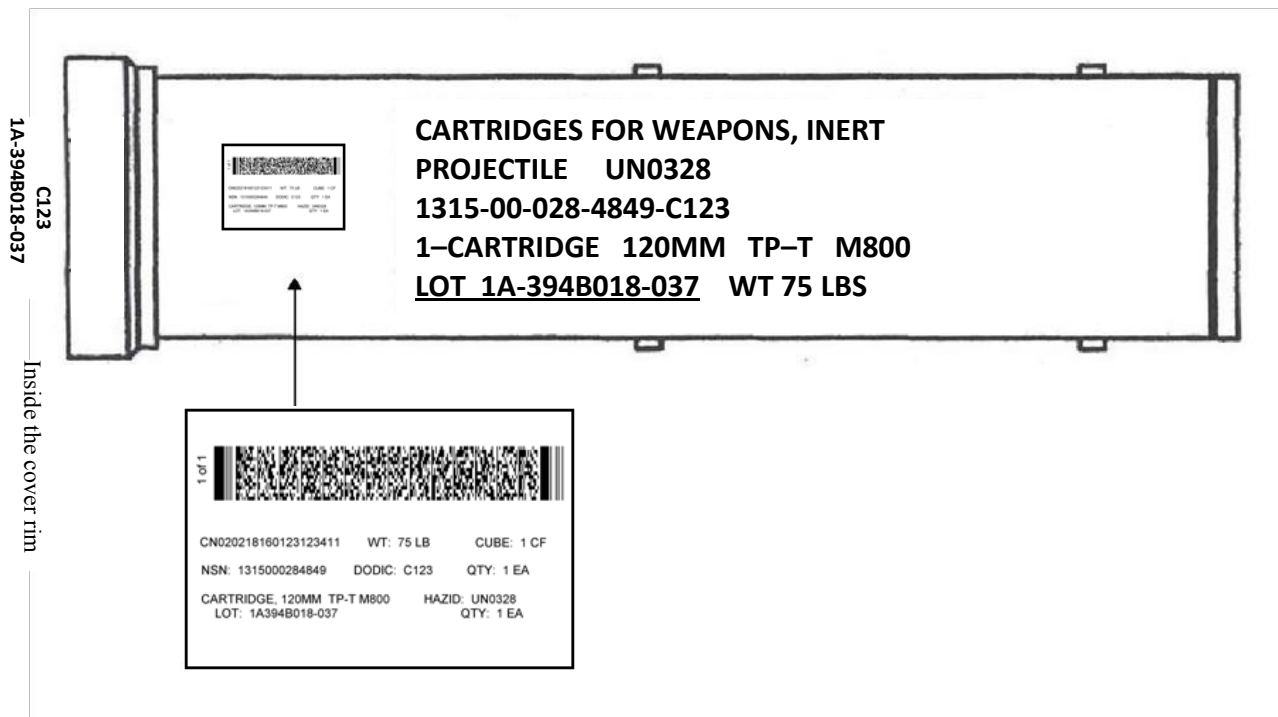 C123
1A-394B018-037
Inside the cover rim
CARTRIDGES FOR WEAPONS, INERT
PROJECTILE UN0328
1315-00-028-4849-C123
1–CARTRIDGE 120MM TP–T M800
LOT 1A-394B018-037 WT 75 LBS
1 of 1
CN020218160123123411 WT: 75 LB CUBE: 1 CF
NSN: 1315000284849 DODIC: C123 QTY: 1 EA
CARTRIDGE, 120MM TP-T M800 HAZID: UN0328
LOT: 1A394B018-037 QTY: 1 EA